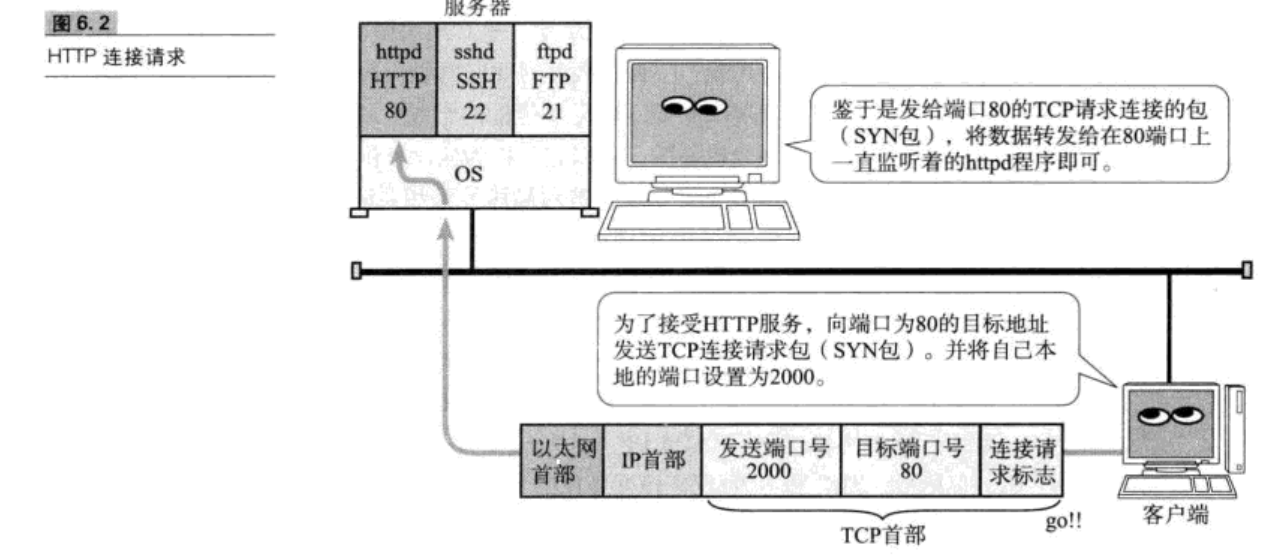 图 6.2
HTTP 连接请求
服务器
httpd
HTTP
80
sshd
SSH
22
ftpd
FTP
21
OS
鉴于是发给端口80的TCP请求连接的包
（SYN包），将数据转发给在80端口上
一直监听着的httpd程序即可。
为了接受HTTP服务，向端口为80的目标地址
发送TCP连接请求包（SYN包）。并将自己本
地的端口设置为2000。
以太网
首部
IP首部
发送端口号
2000
目标端口号
80
连接请
求标志
TCP首部
go!!
客户端